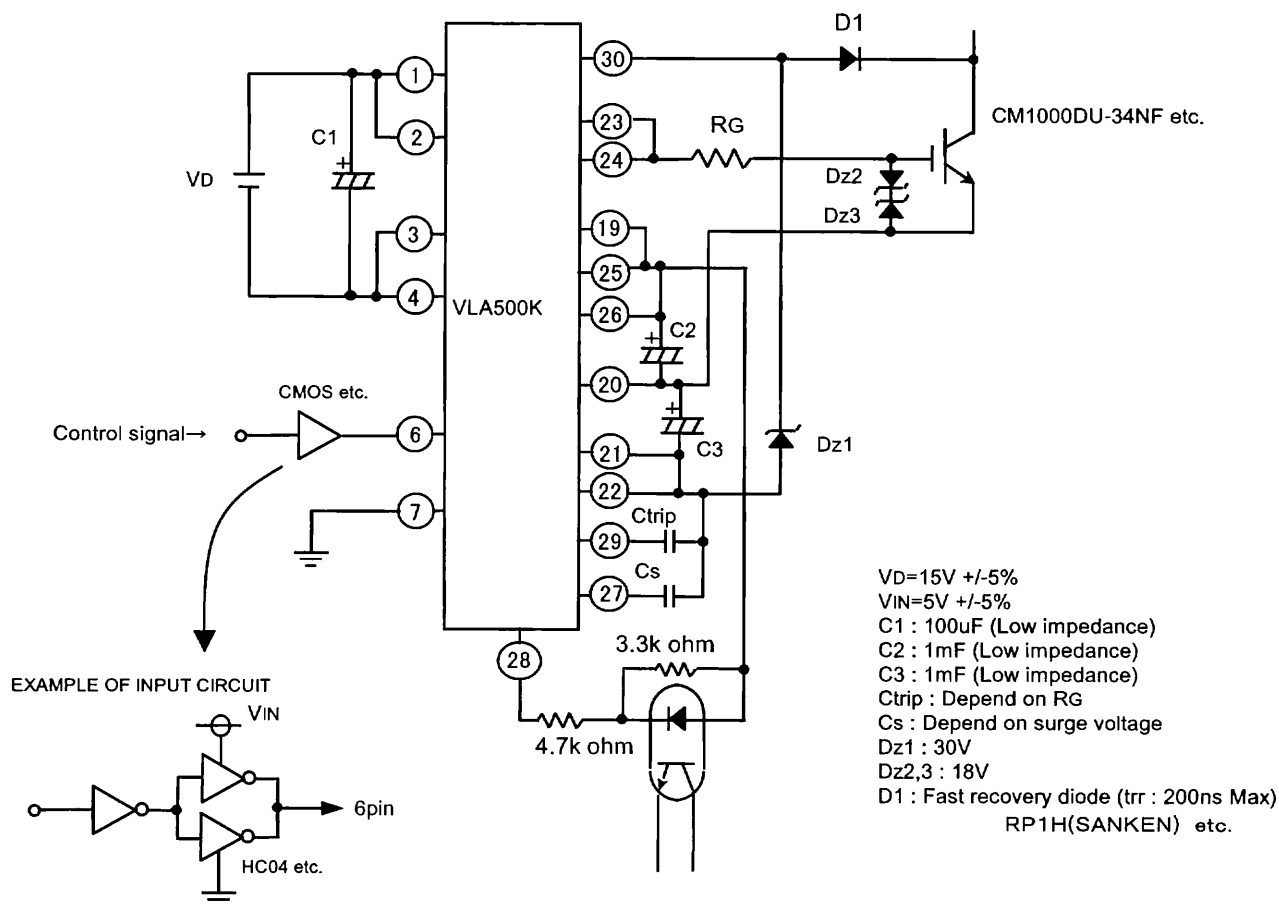 D1
1
30
CM1000DU-34NF etc.
23
RG
C1
2
+
24
VD
Dz2
Dz3
3
19
25
4
VLA500K
26
+
C2
20
CMOS etc.
+
Control signal→
6
C3
Dz1
21
22
7
Ctrip
29
Cs
27
VD=15V +/-5%
VIN=5V +/-5%
C1 : 100uF (Low impedance)
C2 : 1mF (Low impedance)
C3 : 1mF (Low impedance)
Ctrip : Depend on RG
Cs : Depend on surge voltage
Dz1 : 30V
Dz2,3 : 18V
D1 : Fast recovery diode (trr : 200ns Max)
RP1H(SANKEN) etc.
28
3.3k ohm
4.7k ohm
EXAMPLE OF INPUT CIRCUIT
VIN
6pin
HC04 etc.